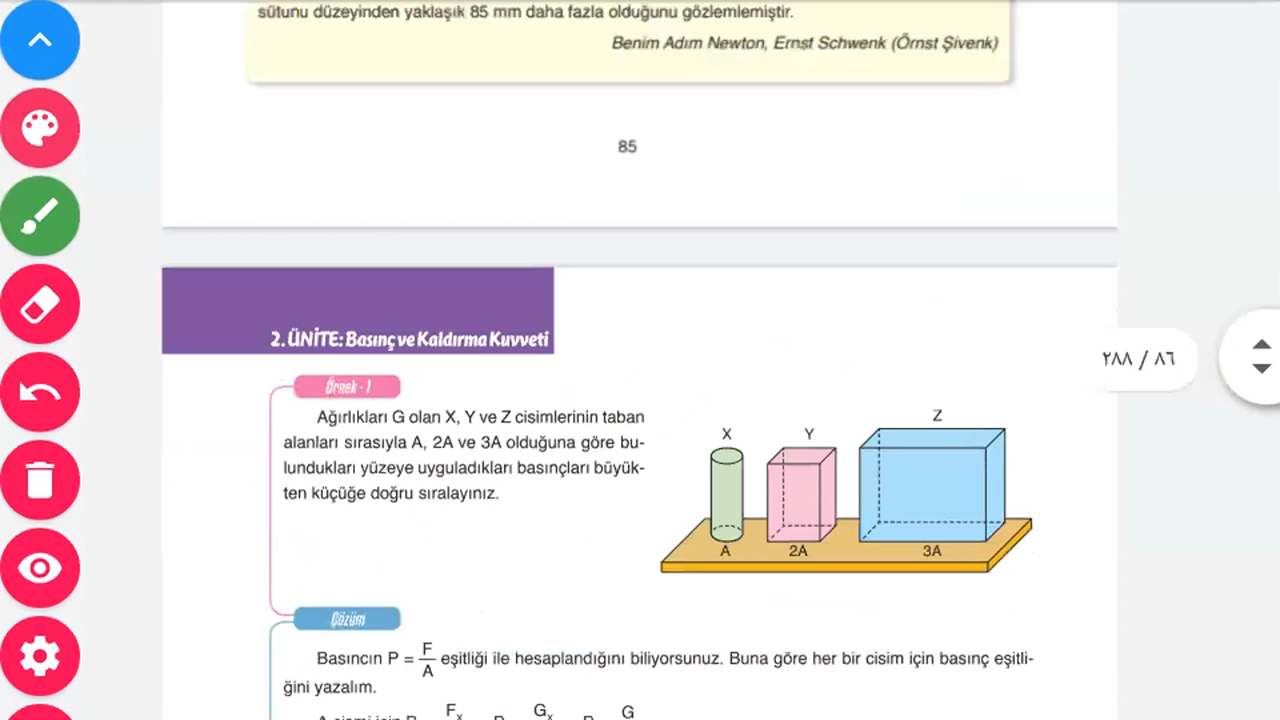 sütunu düzeyinden yaklaşık 85 mm daha fazla olduğunu gözlemlemiştir.
Benim Adım Newton, Ernst Schwenk (Örnst Şivenk)
85
2. ÜNİTE: Basınç ve Kaldırma Kuvveti
٢٨٨ / ٨٦
Örnek - 1
Ağırlıkları G olan X, Y ve Z cisimlerinin taban
alanları sırasıyla A, 2A ve 3A olduğuna göre bu-
lundukları yüzeye uyguladıkları basınçları büyük-
ten küçüğe doğru sıralayınız.
X
Y
Z
A
2A
3A
Çözüm
Basıncın P = F/A eşitliği ile hesaplandığını biliyorsunuz. Buna göre her bir cisim için basınç eşitli-
ğini yazalım.
Fx Gx G